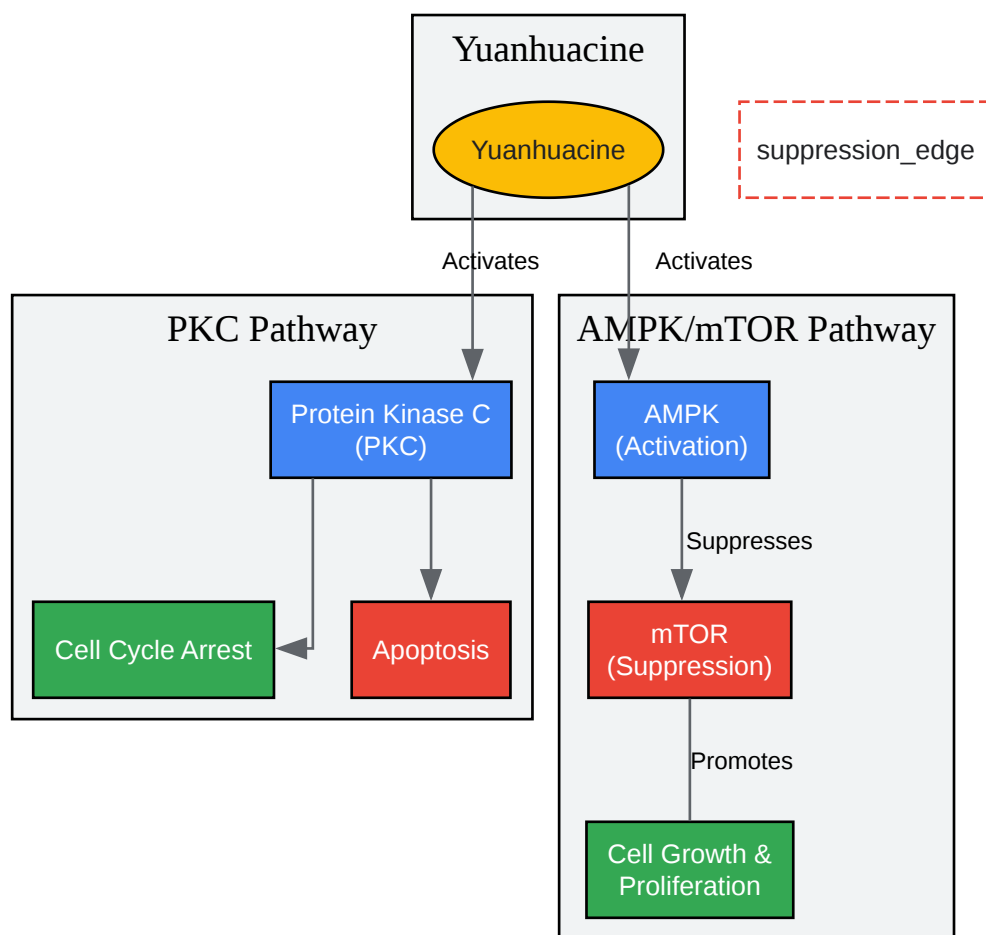 Yuanhuacine
Yuanhuacine
suppression_edge
Activates
Activates
PKC Pathway
AMPK/mTOR Pathway
Protein Kinase C
(PKC)
AMPK
(Activation)
Suppresses
Cell Cycle Arrest
Apoptosis
mTOR
(Suppression)
Promotes
Cell Growth &
Proliferation